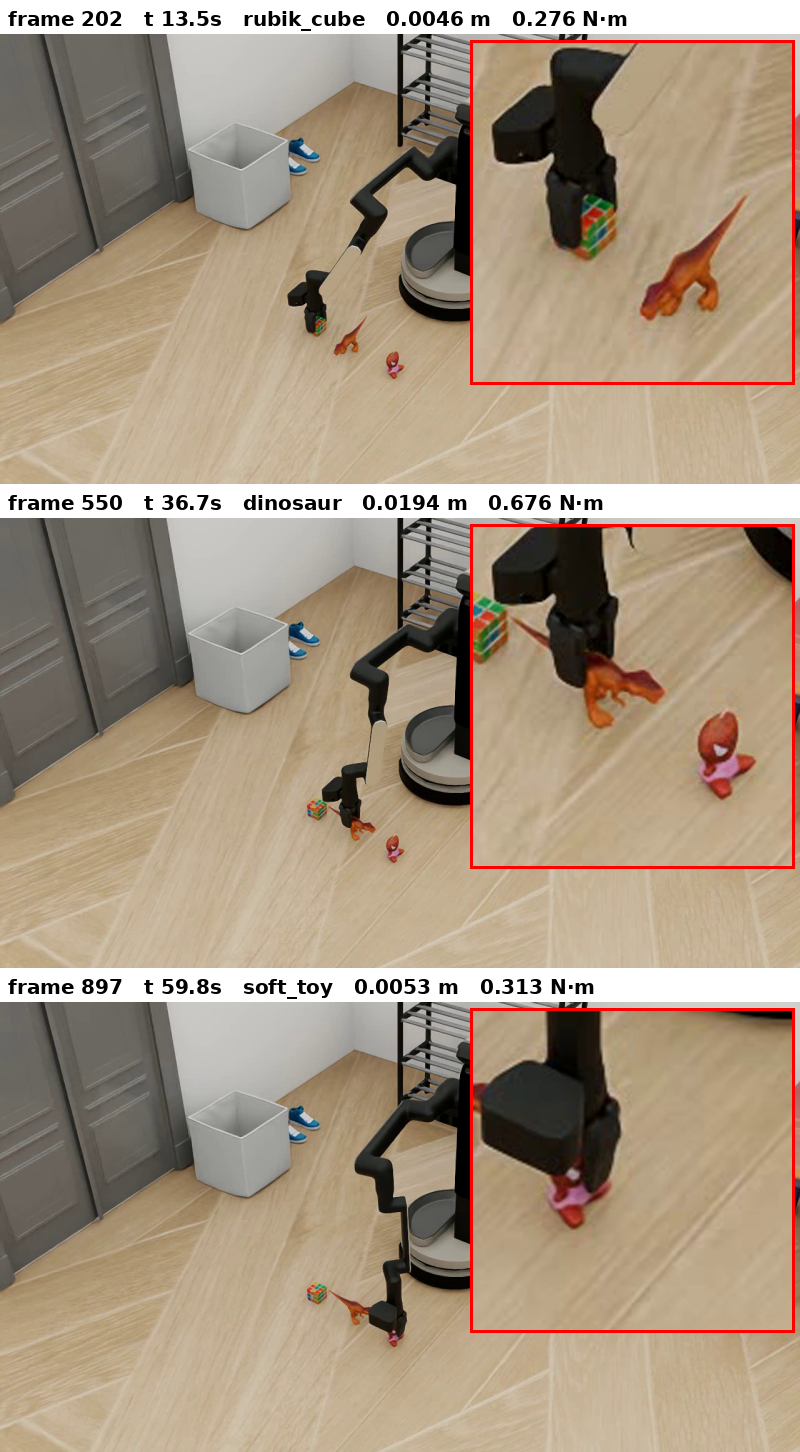 frame 202 t 13.5s rubik_cube 0.0046 m 0.276 N·m
frame 550 t 36.7s dinosaur 0.0194 m 0.676 N·m
frame 897 t 59.8s soft_toy 0.0053 m 0.313 N·m